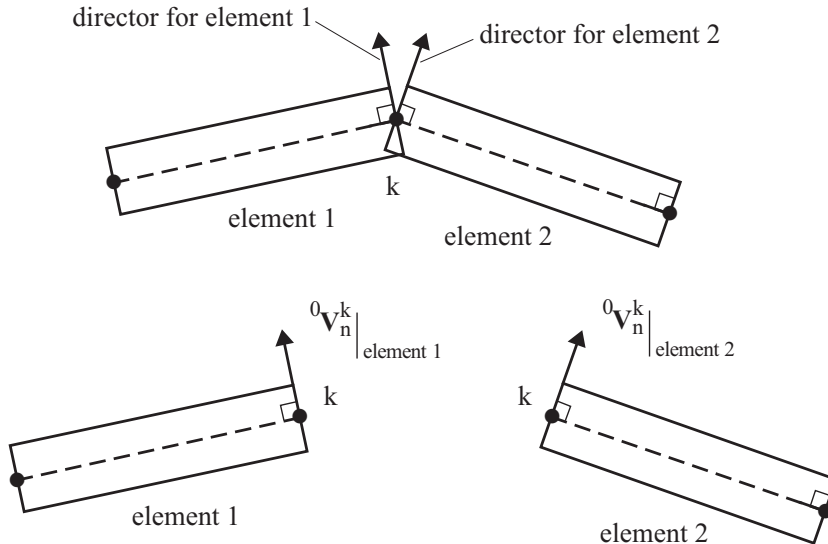 director for element 1
director for element 2
k
element 1
element 2
⁰Vₙᵏ|element 1
⁰Vₙᵏ|element 2
k
k
element 1
element 2